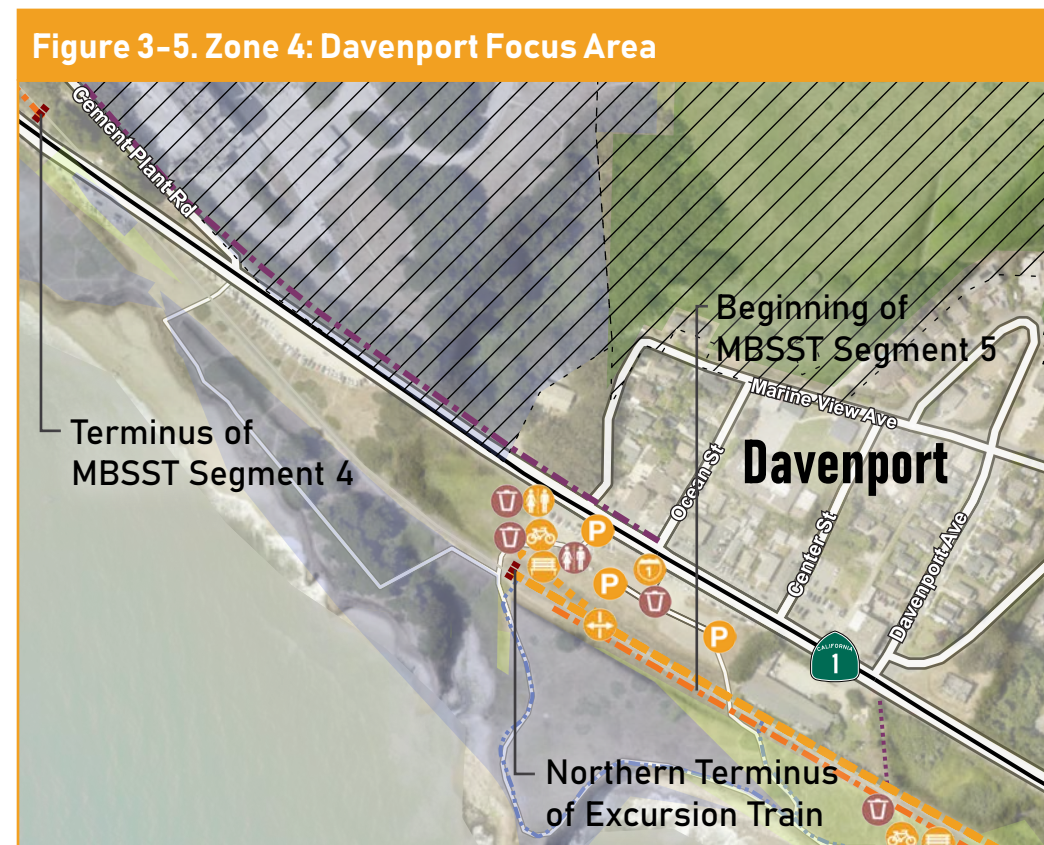 Figure 3-5. Zone 4: Davenport Focus Area
Cement Plant Rd
Beginning of
MBSST Segment 5
Marine View Ave
Terminus of
MBSST Segment 4
Davenport
Ocean St
Center St
Davenport Ave
P
P
1
P
CALIFORNIA
1
Northern Terminus
of Excursion Train